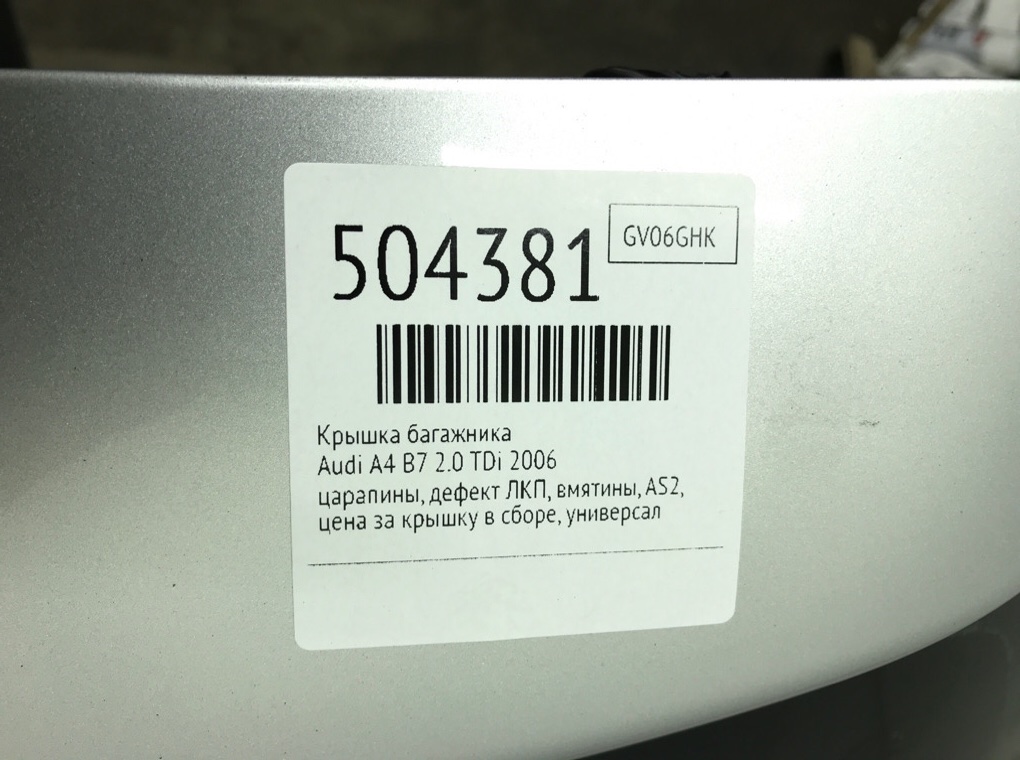 504381
GV06GHK
Крышка багажника
Audi A4 B7 2.0 TDi 2006
царапины, дефект ЛКП, вмятины, AS2,
цена за крышку в сборе, универсал